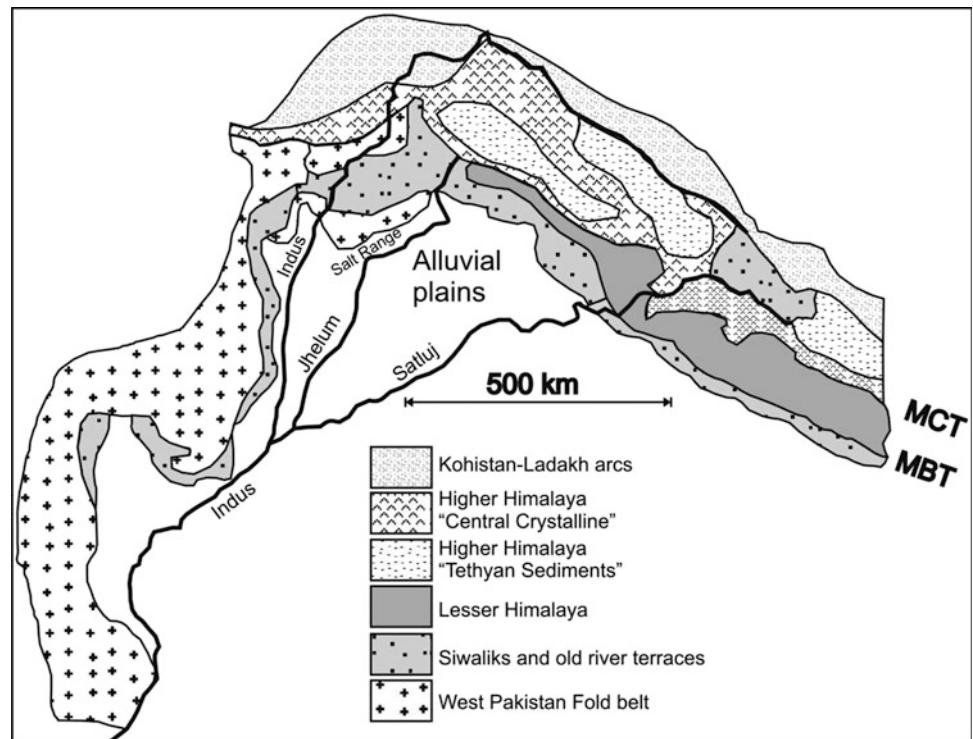 Indus
Salt Range
Jhelum
Alluvial
plains
Satluj
500 km
MCT
MBT
Indus
Kohistan-Ladakh arcs
Higher Himalaya
“Central Crystalline”
Higher Himalaya
“Tethyan Sediments”
Lesser Himalaya
Siwaliks and old river terraces
West Pakistan Fold belt